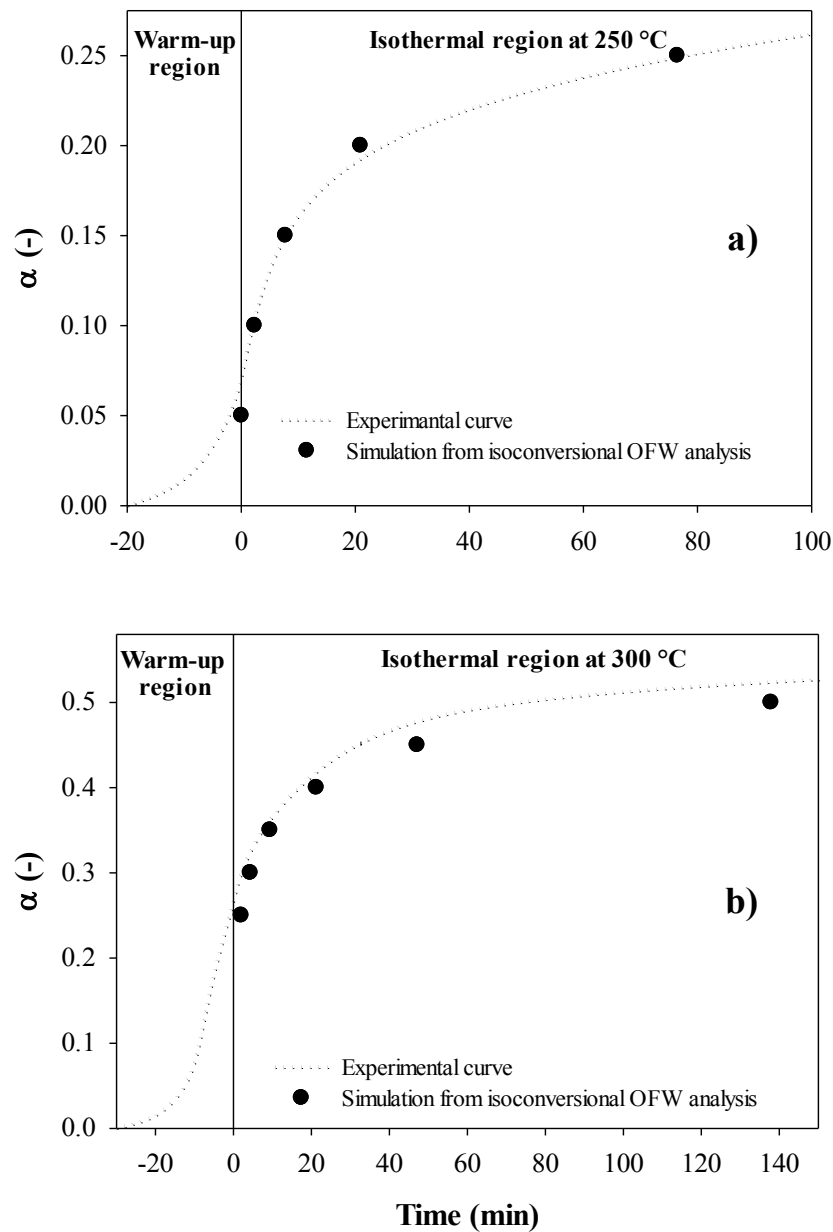 Warm-up
region
Isothermal region at 250 °C
0.25
0.20
0.15
0.10
0.05
0.00
α (-)
a)
Experimantal curve
Simulation from isoconversional OFW analysis
-20 0 20 40 60 80 100
Warm-up
region
Isothermal region at 300 °C
0.5
0.4
0.3
0.2
0.1
0.0
α (-)
b)
Experimental curve
Simulation from isoconversional OFW analysis
-20 0 20 40 60 80 100 120 140
Time (min)